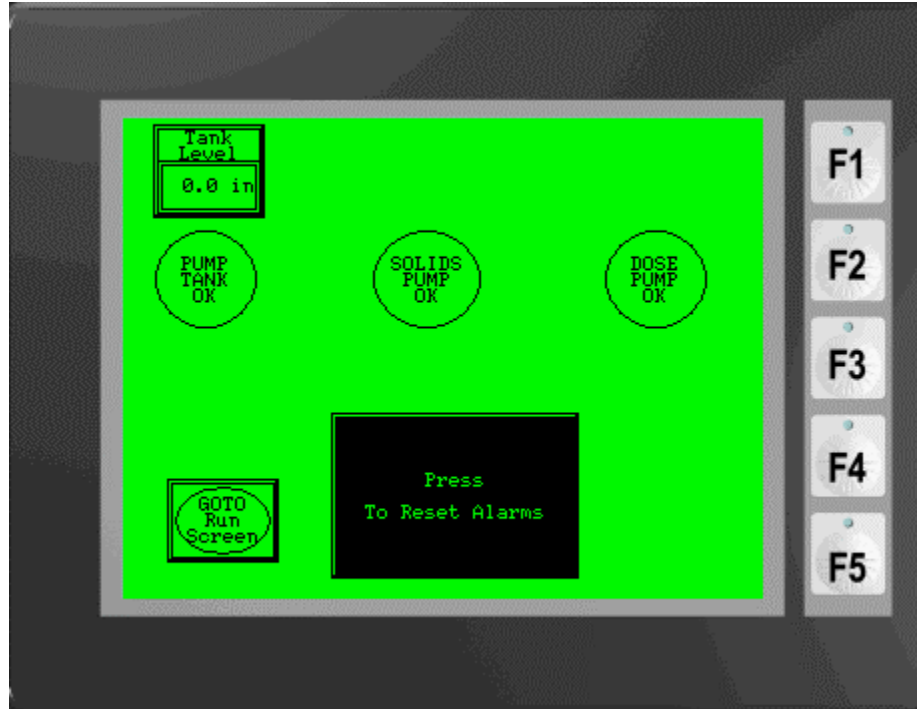 Tank
Level
0.0 in
PUMP
TANK
OK
SOLIDS
PUMP
OK
DOSE
PUMP
OK
Press
To Reset Alarms
GOTO
Run
Screen
F1
F2
F3
F4
F5